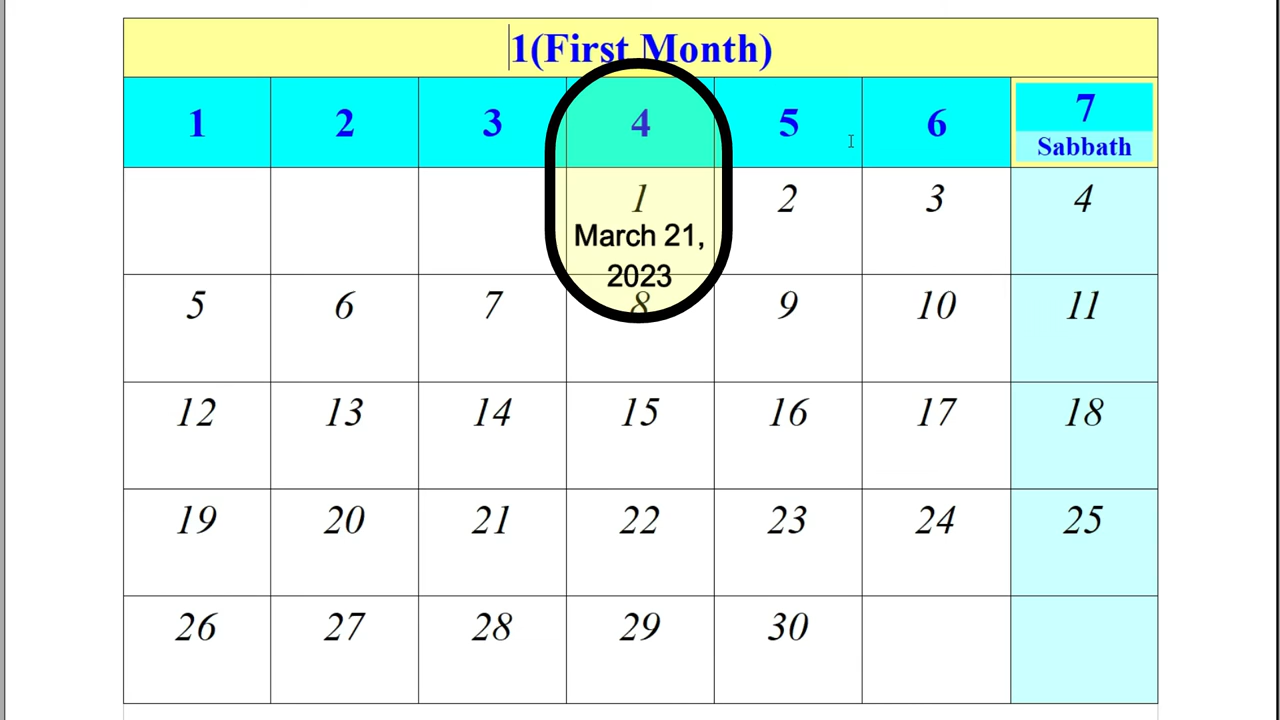 1(First Month)
1 2 3 4 5 6 7
Sabbath
1 2 3 4
March 21,
2023
5 6 7 8 9 10 11
12 13 14 15 16 17 18
19 20 21 22 23 24 25
26 27 28 29 30